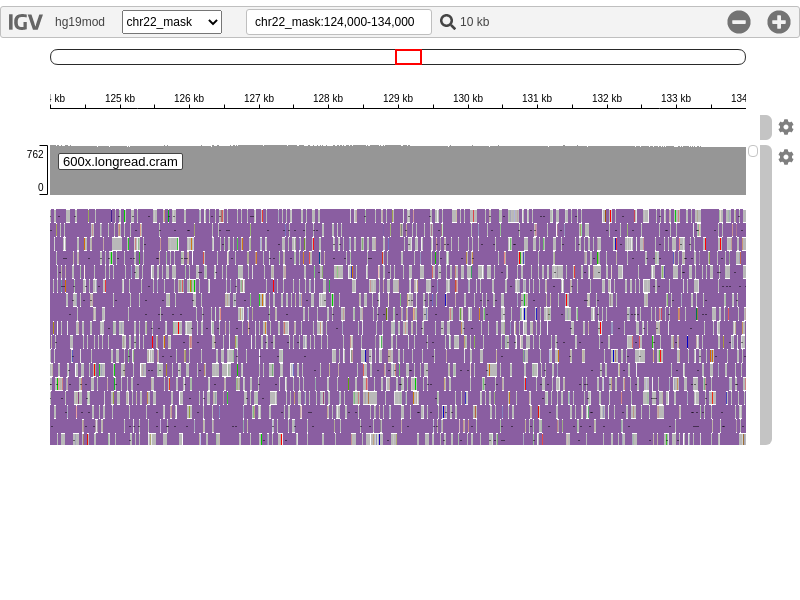 IGV hg19mod chr22_mask chr22_mask:124,000-134,000 10 kb
kb 125 kb 126 kb 127 kb 128 kb 129 kb 130 kb 131 kb 132 kb 133 kb 134
762
600x.longread.cram
0